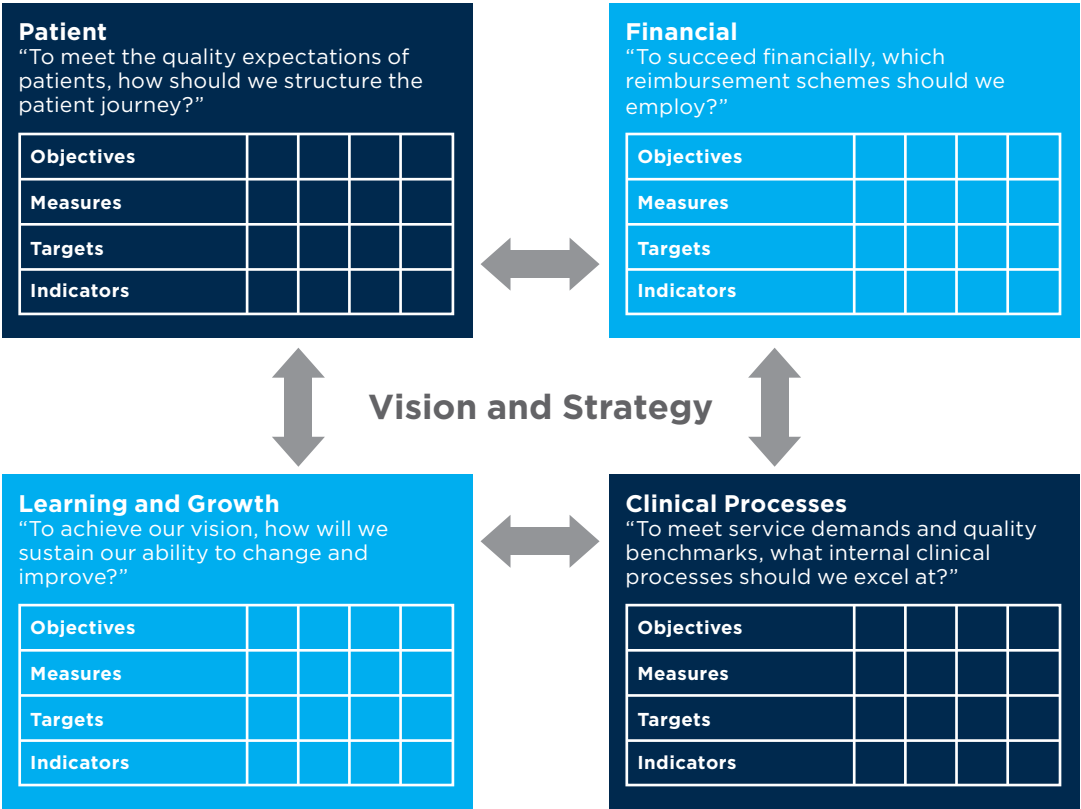 Patient
“To meet the quality expectations of
patients, how should we structure the
patient journey?”
Objectives
Measures
Targets
Indicators
Financial
“To succeed financially, which
reimbursement schemes should we
employ?”
Objectives
Measures
Targets
Indicators
Vision and Strategy
Learning and Growth
“To achieve our vision, how will we
sustain our ability to change and
improve?”
Objectives
Measures
Targets
Indicators
Clinical Processes
“To meet service demands and quality
benchmarks, what internal clinical
processes should we excel at?”
Objectives
Measures
Targets
Indicators